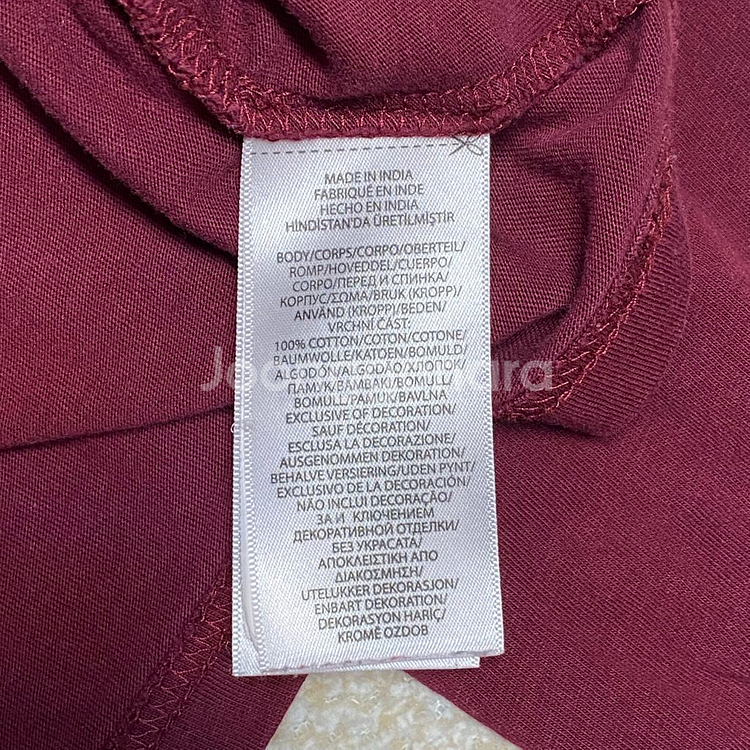 MADE IN INDIA
FABRIQUÉ EN INDE
HECHO EN INDIA
HİNDİSTAN'DA ÜRETİLMİŞTİR
BODY/CORPS/CORPO/OBERTEIL/
ROMP/HOVEDDEL/CUERPO/
CORPO/ПЕРЕД И СПИНКА/
КОРПУС/ΣΩΜΑ/BRUK (KROPP)/
ANVÄND (KROPP)/BEDEN/
VRCHNÍ ČÁST:
100% COTTON/COTON/COTONE/
BAUMWOLLE/KATOEN/BOMULD/
ALGODÓN/ALGODÃO/ХЛОПОК/
ПАМУК/BAMBAKI/BOMULL/
BOMULL/PAMUK/BAVLNA
EXCLUSIVE OF DECORATION/
SAUF DÉCORATION/
ESCLUSA LA DECORAZIONE/
AUSGENOMMEN DEKORATION/
BEHALVE VERSIERING/UDEN PYNT/
EXCLUSIVO DE LA DECORACIÓN/
NÃO INCLUI DECORAÇÃO/
ЗА И КЛЮЧЕНИЕМ
ДЕКОРАТИВНОЙ ОТДЕЛКИ/
БЕЗ УКРАСАТА/
ΑΠΟΚΛΕΙΣΤΙΚΗ ΑΠΟ
ΔΙΑΚΟΣΜΗΣΗ/
UTELUKKER DEKORASJON/
ENBART DEKORATION/
DEKORASYON HARİÇ/
KROMĚ OZDOB